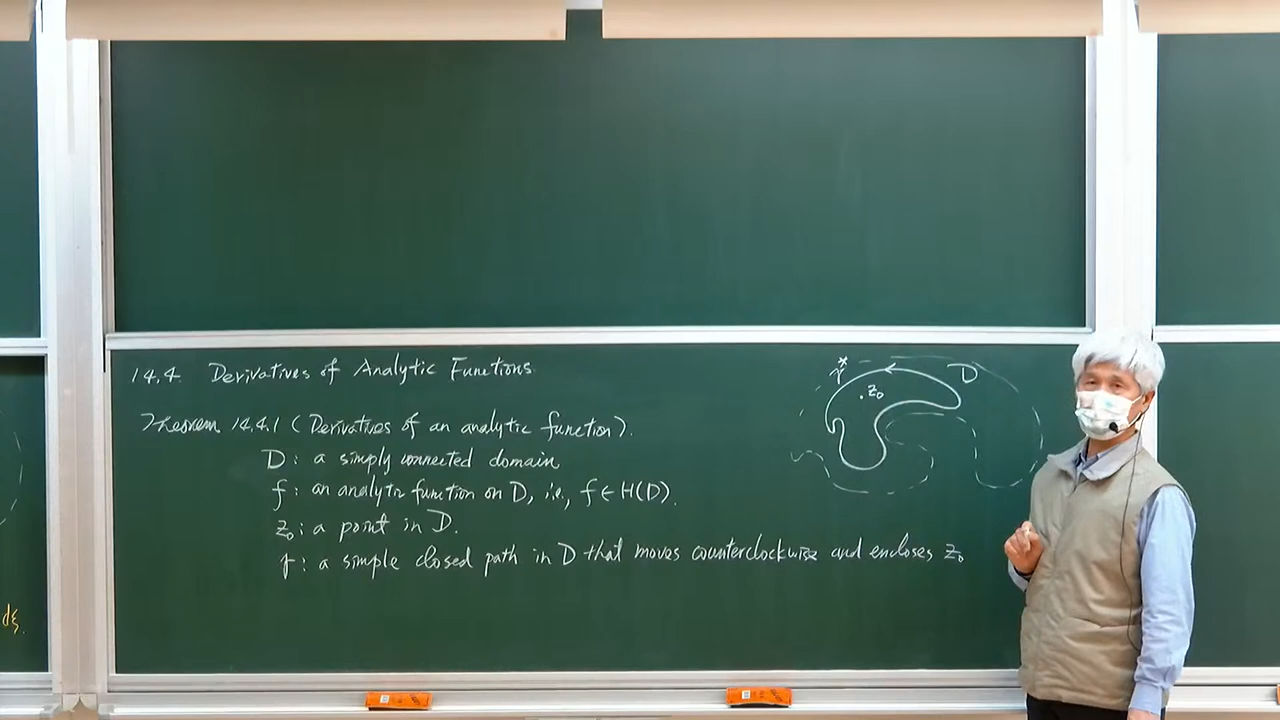 14.4 Derivatives of Analytic Functions
Theorem 14.4.1 (Derivatives of an analytic function).
D: a simply connected domain
f: an analytic function on D, i.e., f ∈ H(D).
z₀: a point in D.
γ: a simple closed path in D that moves counterclockwise and encloses z₀
γ*
D
z₀
dξ